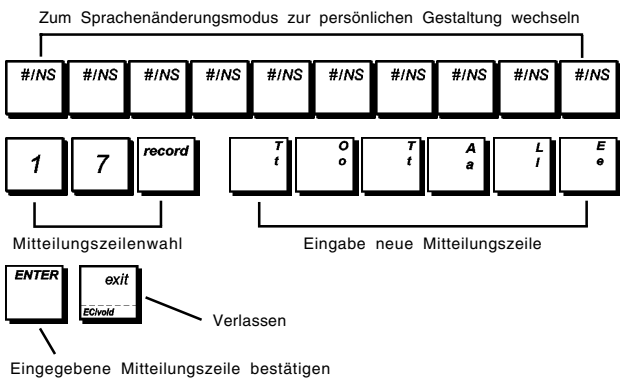 Zum Sprachenänderungsmodus zur persönlichen Gestaltung wechseln
#/NS #/NS #/NS #/NS #/NS #/NS #/NS #/NS #/NS #/NS
1 7 record T t O o T t A a L l E e
Mitteilungszeilenwahl Eingabe neue Mitteilungszeile
ENTER exit
EC/void
Verlassen
Eingegebene Mitteilungszeile bestätigen